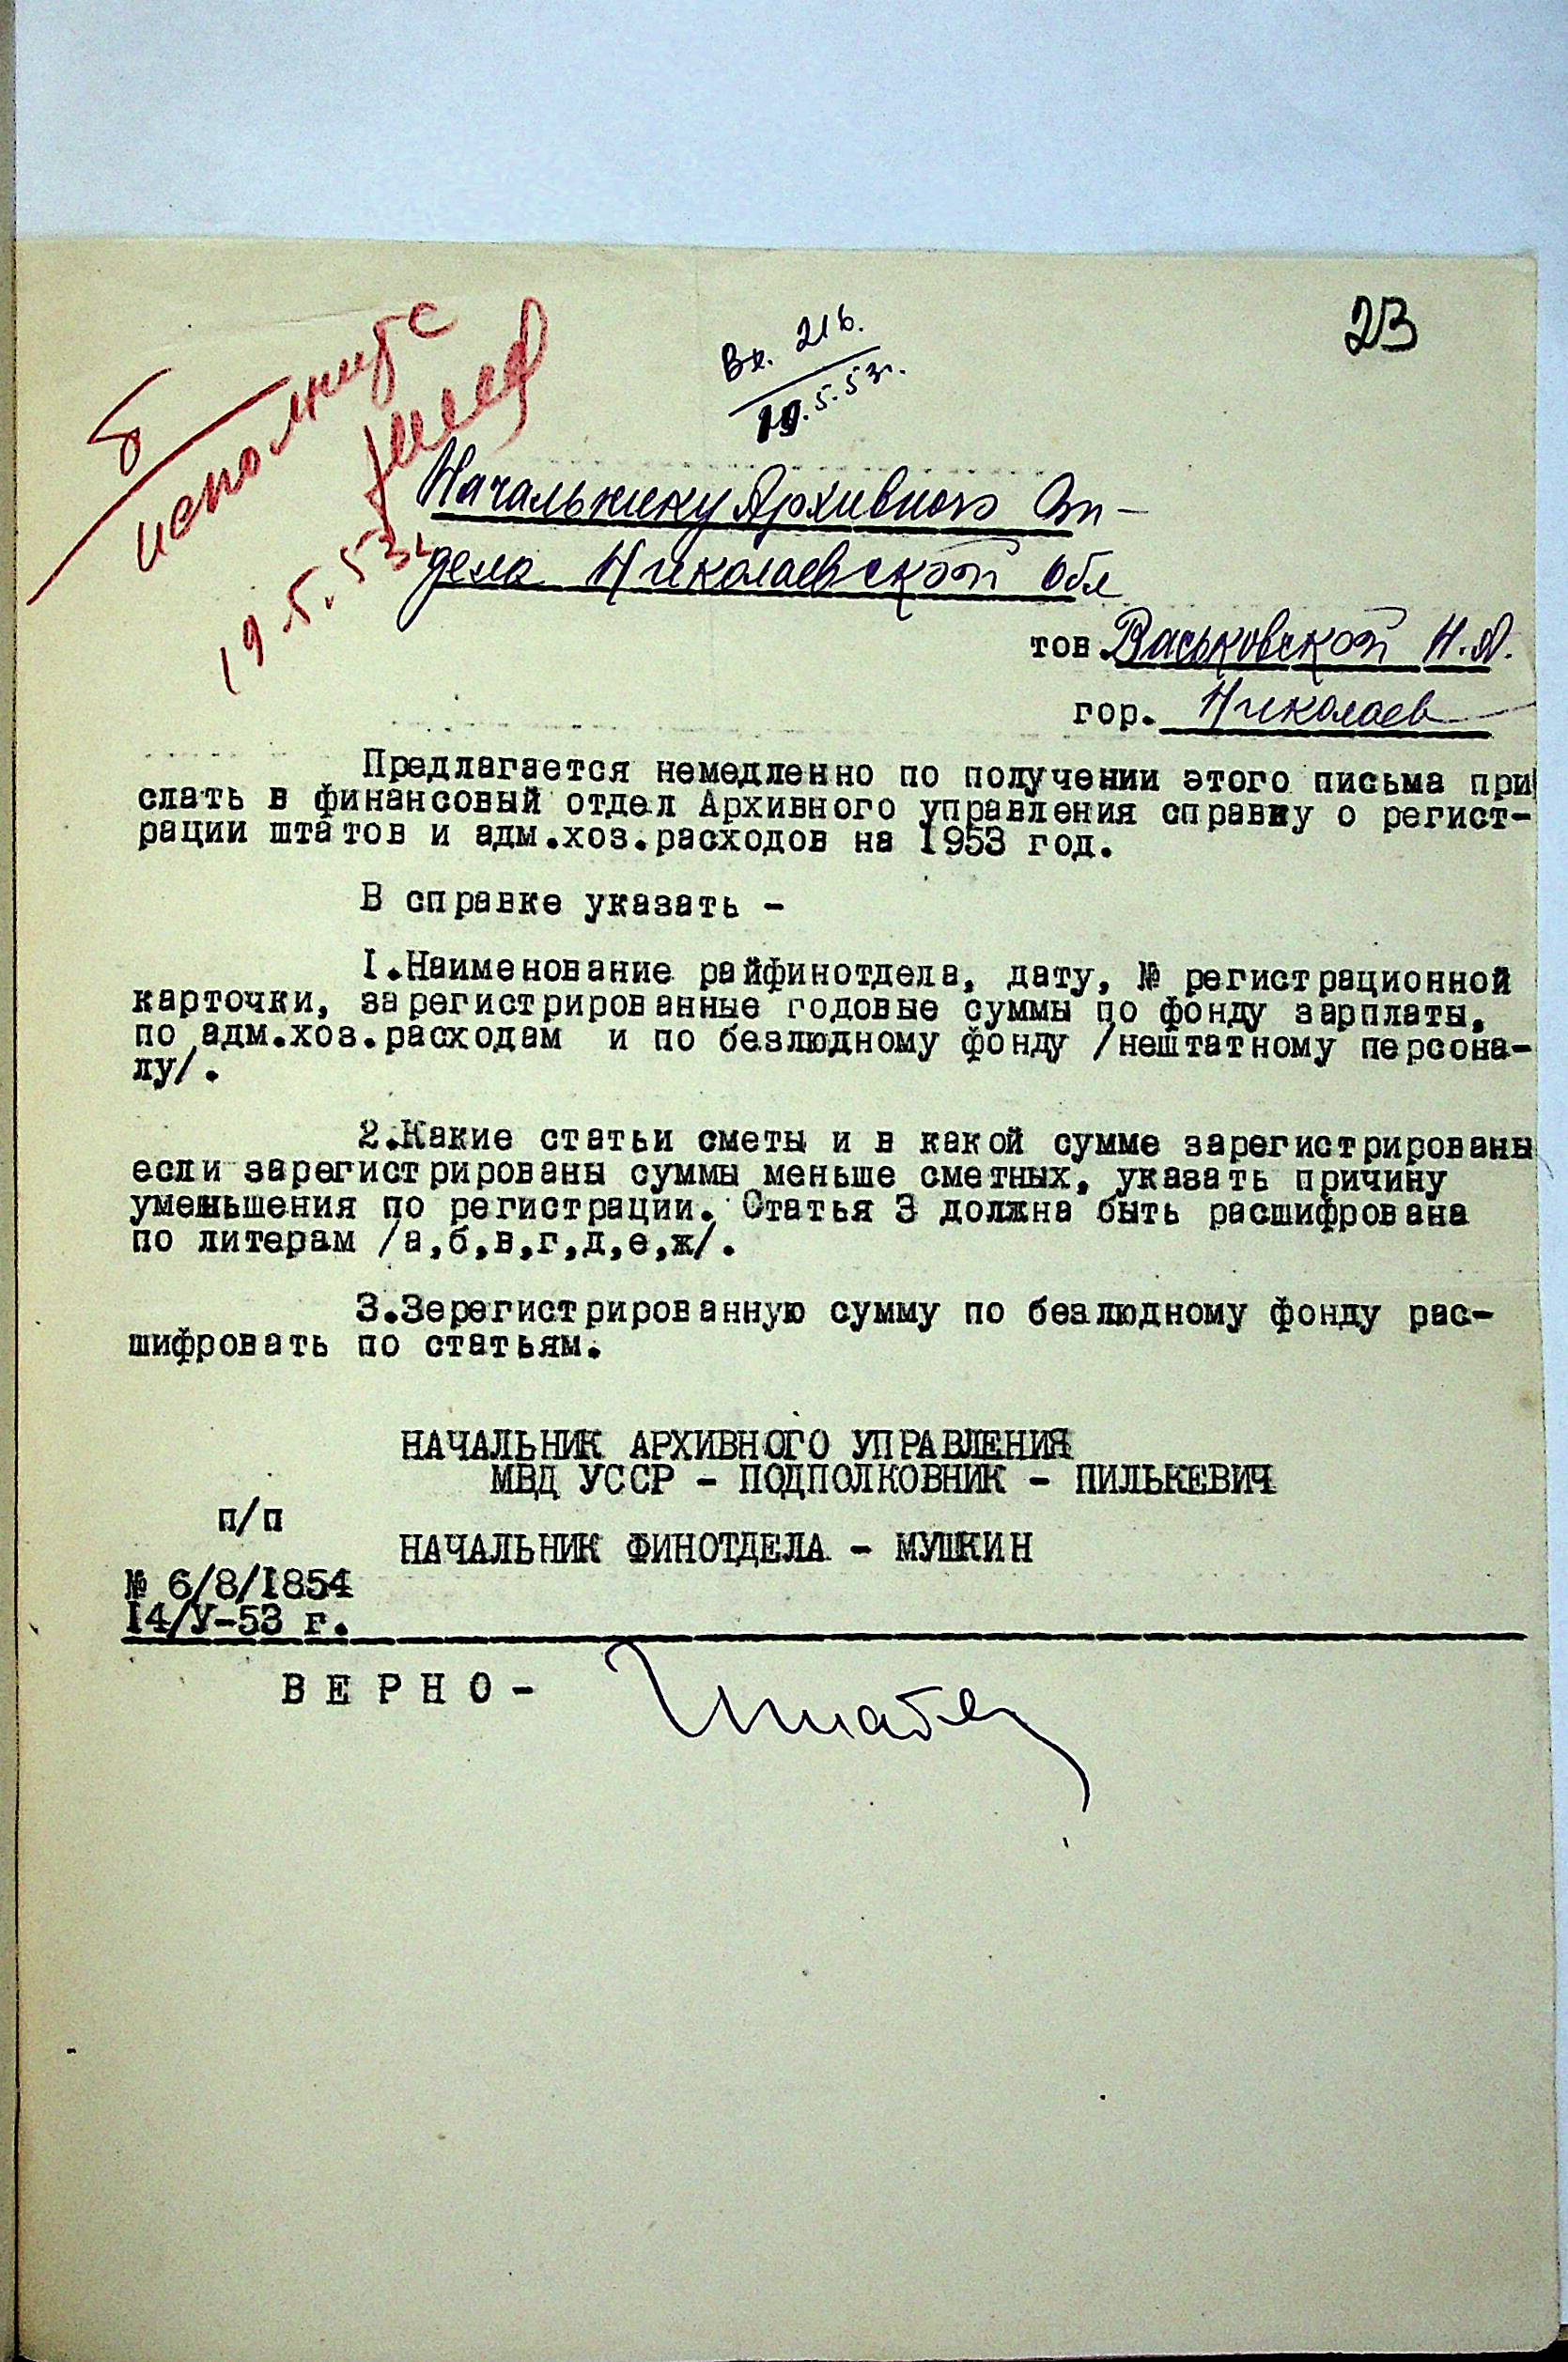 23
Вх. 216.
19.5.53г.
Б
исполнить
19.5.53г.
Начальнику Архивного От-
дела Николаевской Обл
тов Васьковской Н.А.
гор. Николаев
Предлагается немедленно по получении этого письма при
слать в финансовый отдел Архивного управления справку о регист-
рации штатов и адм.хоз.расходов на 1953 год.
В справке указать -
1.Наименование райфинотдела, дату, № регистрационной
карточки, зарегистрированные годовые суммы по фонду зарплаты,
по адм.хоз.расходам и по безлюдному фонду /нештатному персона-
лу/.
2.Какие статьи сметы и в какой сумме зарегистрированы
если зарегистрированы суммы меньше сметных, указать причину
уменьшения по регистрации. Статья 3 должна быть расшифрована
по литерам /а,б,в,г,д,е,ж/.
3.Зерегистрированную сумму по безлюдному фонду рас-
шифровать по статьям.
НАЧАЛЬНИК АРХИВНОГО УПРАВЛЕНИЯ
МВД УССР - ПОДПОЛКОВНИК - ПИЛЬКЕВИЧ
п/п
НАЧАЛЬНИК ФИНОТДЕЛА - МУШКИН
№ 6/8/1854
14/У-53 г.
ВЕРНО-